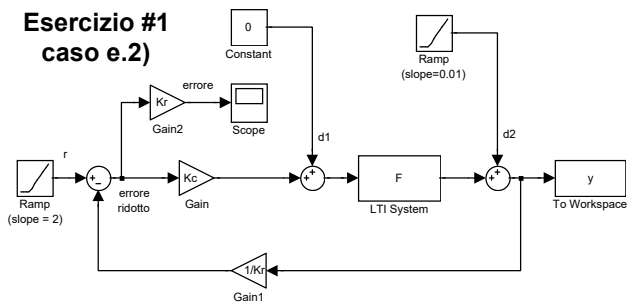 Esercizio #1
caso e.2)
0
Constant
Ramp
(slope=0.01)
errore
Kr
Gain2
Scope
d1
d2
r
Ramp
(slope = 2)
errore
ridotto
Kc
Gain
F
LTI System
y
To Workspace
1/Kr
Gain1